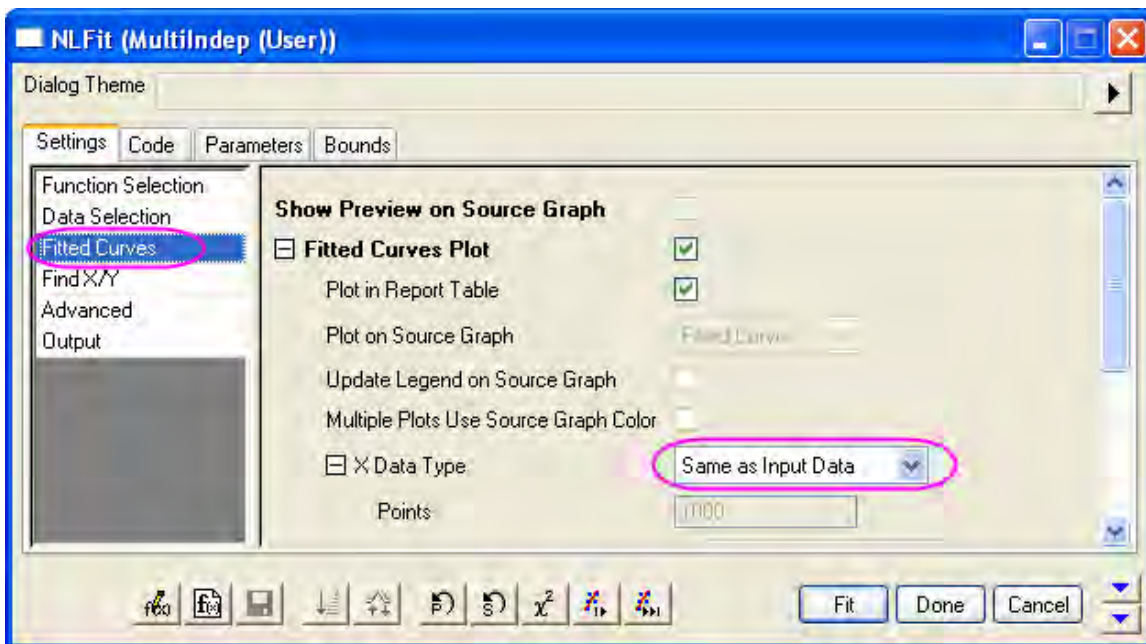 NLFit (MultiIndep (User))
Dialog Theme
Settings Code Parameters Bounds
Function Selection
Data Selection
Fitted Curves
Find X/Y
Advanced
Output
Show Preview on Source Graph
Fitted Curves Plot
Plot in Report Table
Plot on Source Graph
Update Legend on Source Graph
Multiple Plots Use Source Graph Color
X Data Type Same as Input Data
Points 1000
Fit Done Cancel